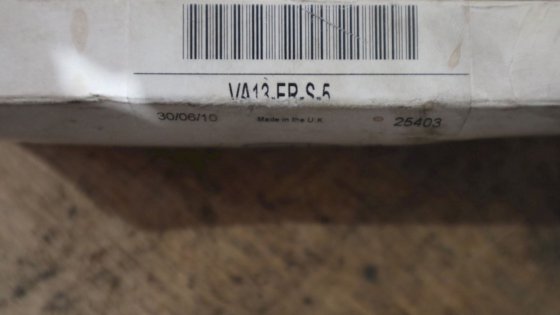 VA13-FR-S-5
30/06/10 Made in the U.K. 25403